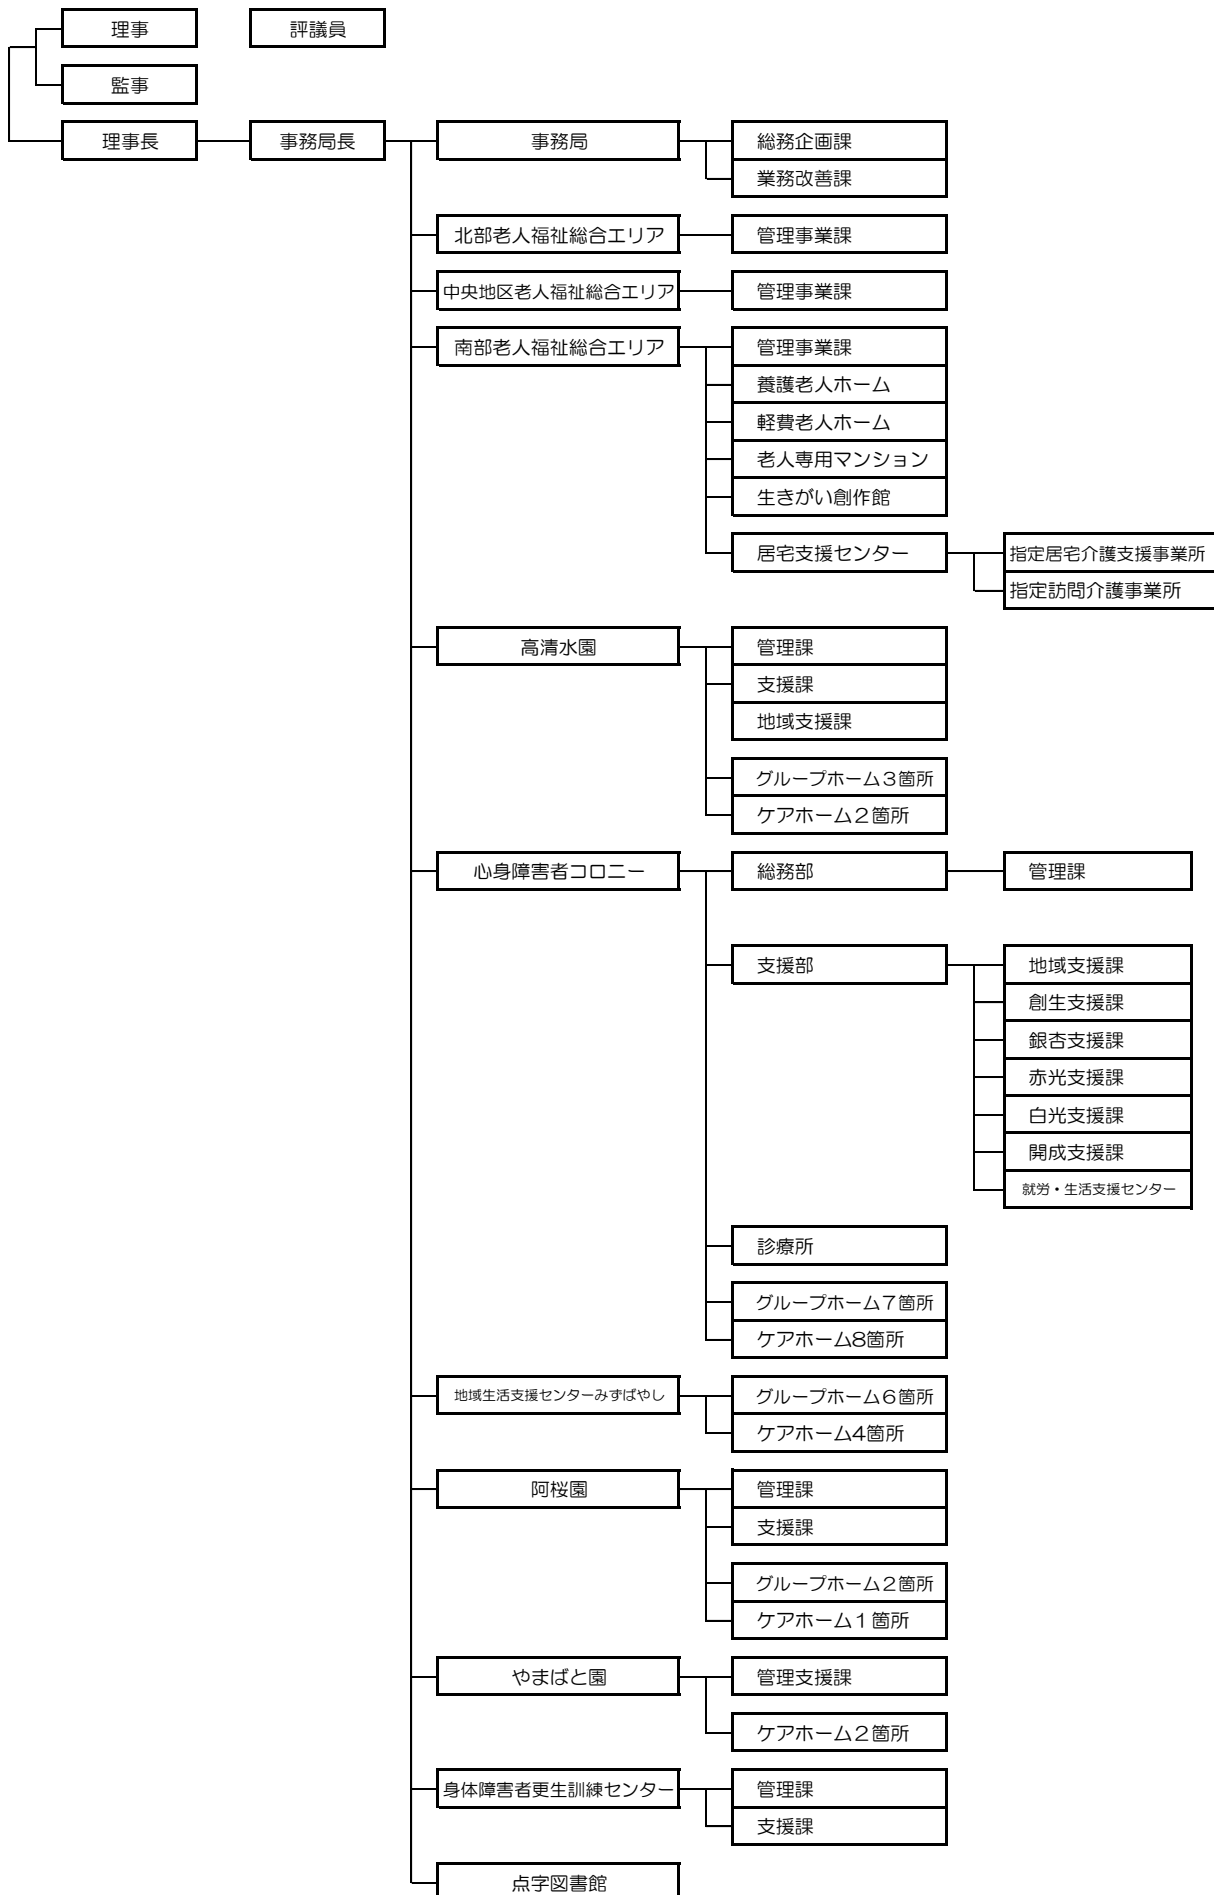 理事
評議員
監事
理事長
事務局長
事務局
総務企画課
業務改善課
北部老人福祉総合エリア
管理事業課
中央地区老人福祉総合エリア
管理事業課
南部老人福祉総合エリア
管理事業課
養護老人ホーム
軽費老人ホーム
老人専用マンション
生きがい創作館
居宅支援センター
指定居宅介護支援事業所
指定訪問介護事業所
高清水園
管理課
支援課
地域支援課
グループホーム3箇所
ケアホーム2箇所
心身障害者コロニー
総務部
管理課
支援部
地域支援課
創生支援課
銀杏支援課
赤光支援課
白光支援課
開成支援課
就労・生活支援センター
診療所
グループホーム7箇所
ケアホーム8箇所
地域生活支援センターみずばやし
グループホーム6箇所
ケアホーム4箇所
阿桜園
管理課
支援課
グループホーム2箇所
ケアホーム1箇所
やまばと園
管理支援課
ケアホーム2箇所
身体障害者更生訓練センター
管理課
支援課
点字図書館